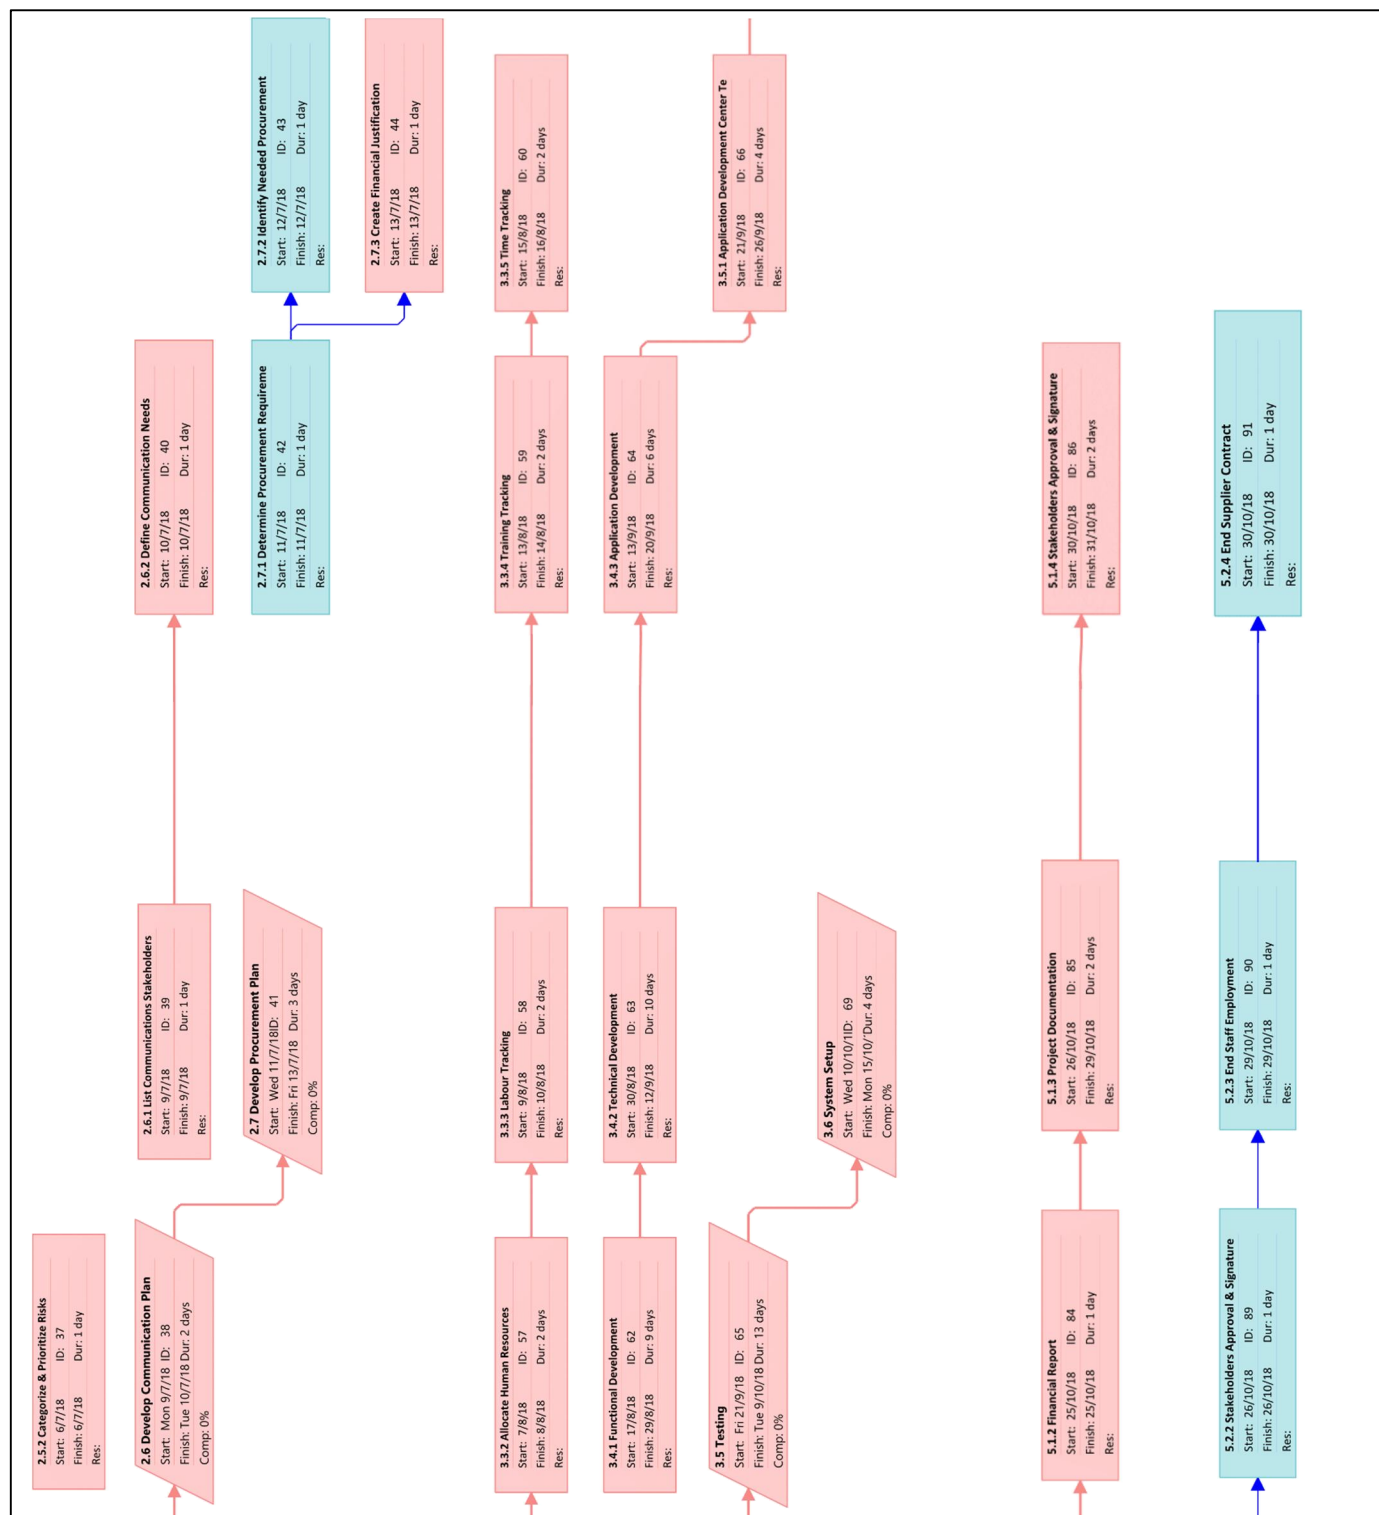 2.5.2 Categorize & Prioritize Risks
Start: 6/7/18 ID: 37
Finish: 6/7/18 Dur: 1 day
Res:
2.6 Develop Communication Plan
Start: Mon 9/7/18 ID: 38
Finish: Tue 10/7/18 Dur: 2 days
Comp: 0%
2.6.1 List Communications Stakeholders
Start: 9/7/18 ID: 39
Finish: 9/7/18 Dur: 1 day
Res:
2.6.2 Define Communication Needs
Start: 10/7/18 ID: 40
Finish: 10/7/18 Dur: 1 day
Res:
2.7 Develop Procurement Plan
Start: Wed 11/7/18ID: 41
Finish: Fri 13/7/18 Dur: 3 days
Comp: 0%
2.7.1 Determine Procurement Requireme
Start: 11/7/18 ID: 42
Finish: 11/7/18 Dur: 1 day
Res:
2.7.2 Identify Needed Procurement
Start: 12/7/18 ID: 43
Finish: 12/7/18 Dur: 1 day
Res:
2.7.3 Create Financial Justification
Start: 13/7/18 ID: 44
Finish: 13/7/18 Dur: 1 day
Res:
3.3.2 Allocate Human Resources
Start: 7/8/18 ID: 57
Finish: 8/8/18 Dur: 2 days
Res:
3.3.3 Labour Tracking
Start: 9/8/18 ID: 58
Finish: 10/8/18 Dur: 2 days
Res:
3.3.4 Training Tracking
Start: 13/8/18 ID: 59
Finish: 14/8/18 Dur: 2 days
Res:
3.3.5 Time Tracking
Start: 15/8/18 ID: 60
Finish: 16/8/18 Dur: 2 days
Res:
3.4.1 Functional Development
Start: 17/8/18 ID: 62
Finish: 29/8/18 Dur: 9 days
Res:
3.4.2 Technical Development
Start: 30/8/18 ID: 63
Finish: 12/9/18 Dur: 10 days
Res:
3.4.3 Application Development
Start: 13/9/18 ID: 64
Finish: 20/9/18 Dur: 6 days
Res:
3.5 Testing
Start: Fri 21/9/18 ID: 65
Finish: Tue 9/10/18 Dur: 13 days
Comp: 0%
3.5.1 Application Development Center Te
Start: 21/9/18 ID: 66
Finish: 26/9/18 Dur: 4 days
Res:
3.6 System Setup
Start: Wed 10/10/1ID: 69
Finish: Mon 15/10/'Dur: 4 days
Comp: 0%
5.1.2 Financial Report
Start: 25/10/18 ID: 84
Finish: 25/10/18 Dur: 1 day
Res:
5.1.3 Project Documentation
Start: 26/10/18 ID: 85
Finish: 29/10/18 Dur: 2 days
Res:
5.1.4 Stakeholders Approval & Signature
Start: 30/10/18 ID: 86
Finish: 31/10/18 Dur: 2 days
Res:
5.2.2 Stakeholders Approval & Signature
Start: 26/10/18 ID: 89
Finish: 26/10/18 Dur: 1 day
Res:
5.2.3 End Staff Employment
Start: 29/10/18 ID: 90
Finish: 29/10/18 Dur: 1 day
Res:
5.2.4 End Supplier Contract
Start: 30/10/18 ID: 91
Finish: 30/10/18 Dur: 1 day
Res: